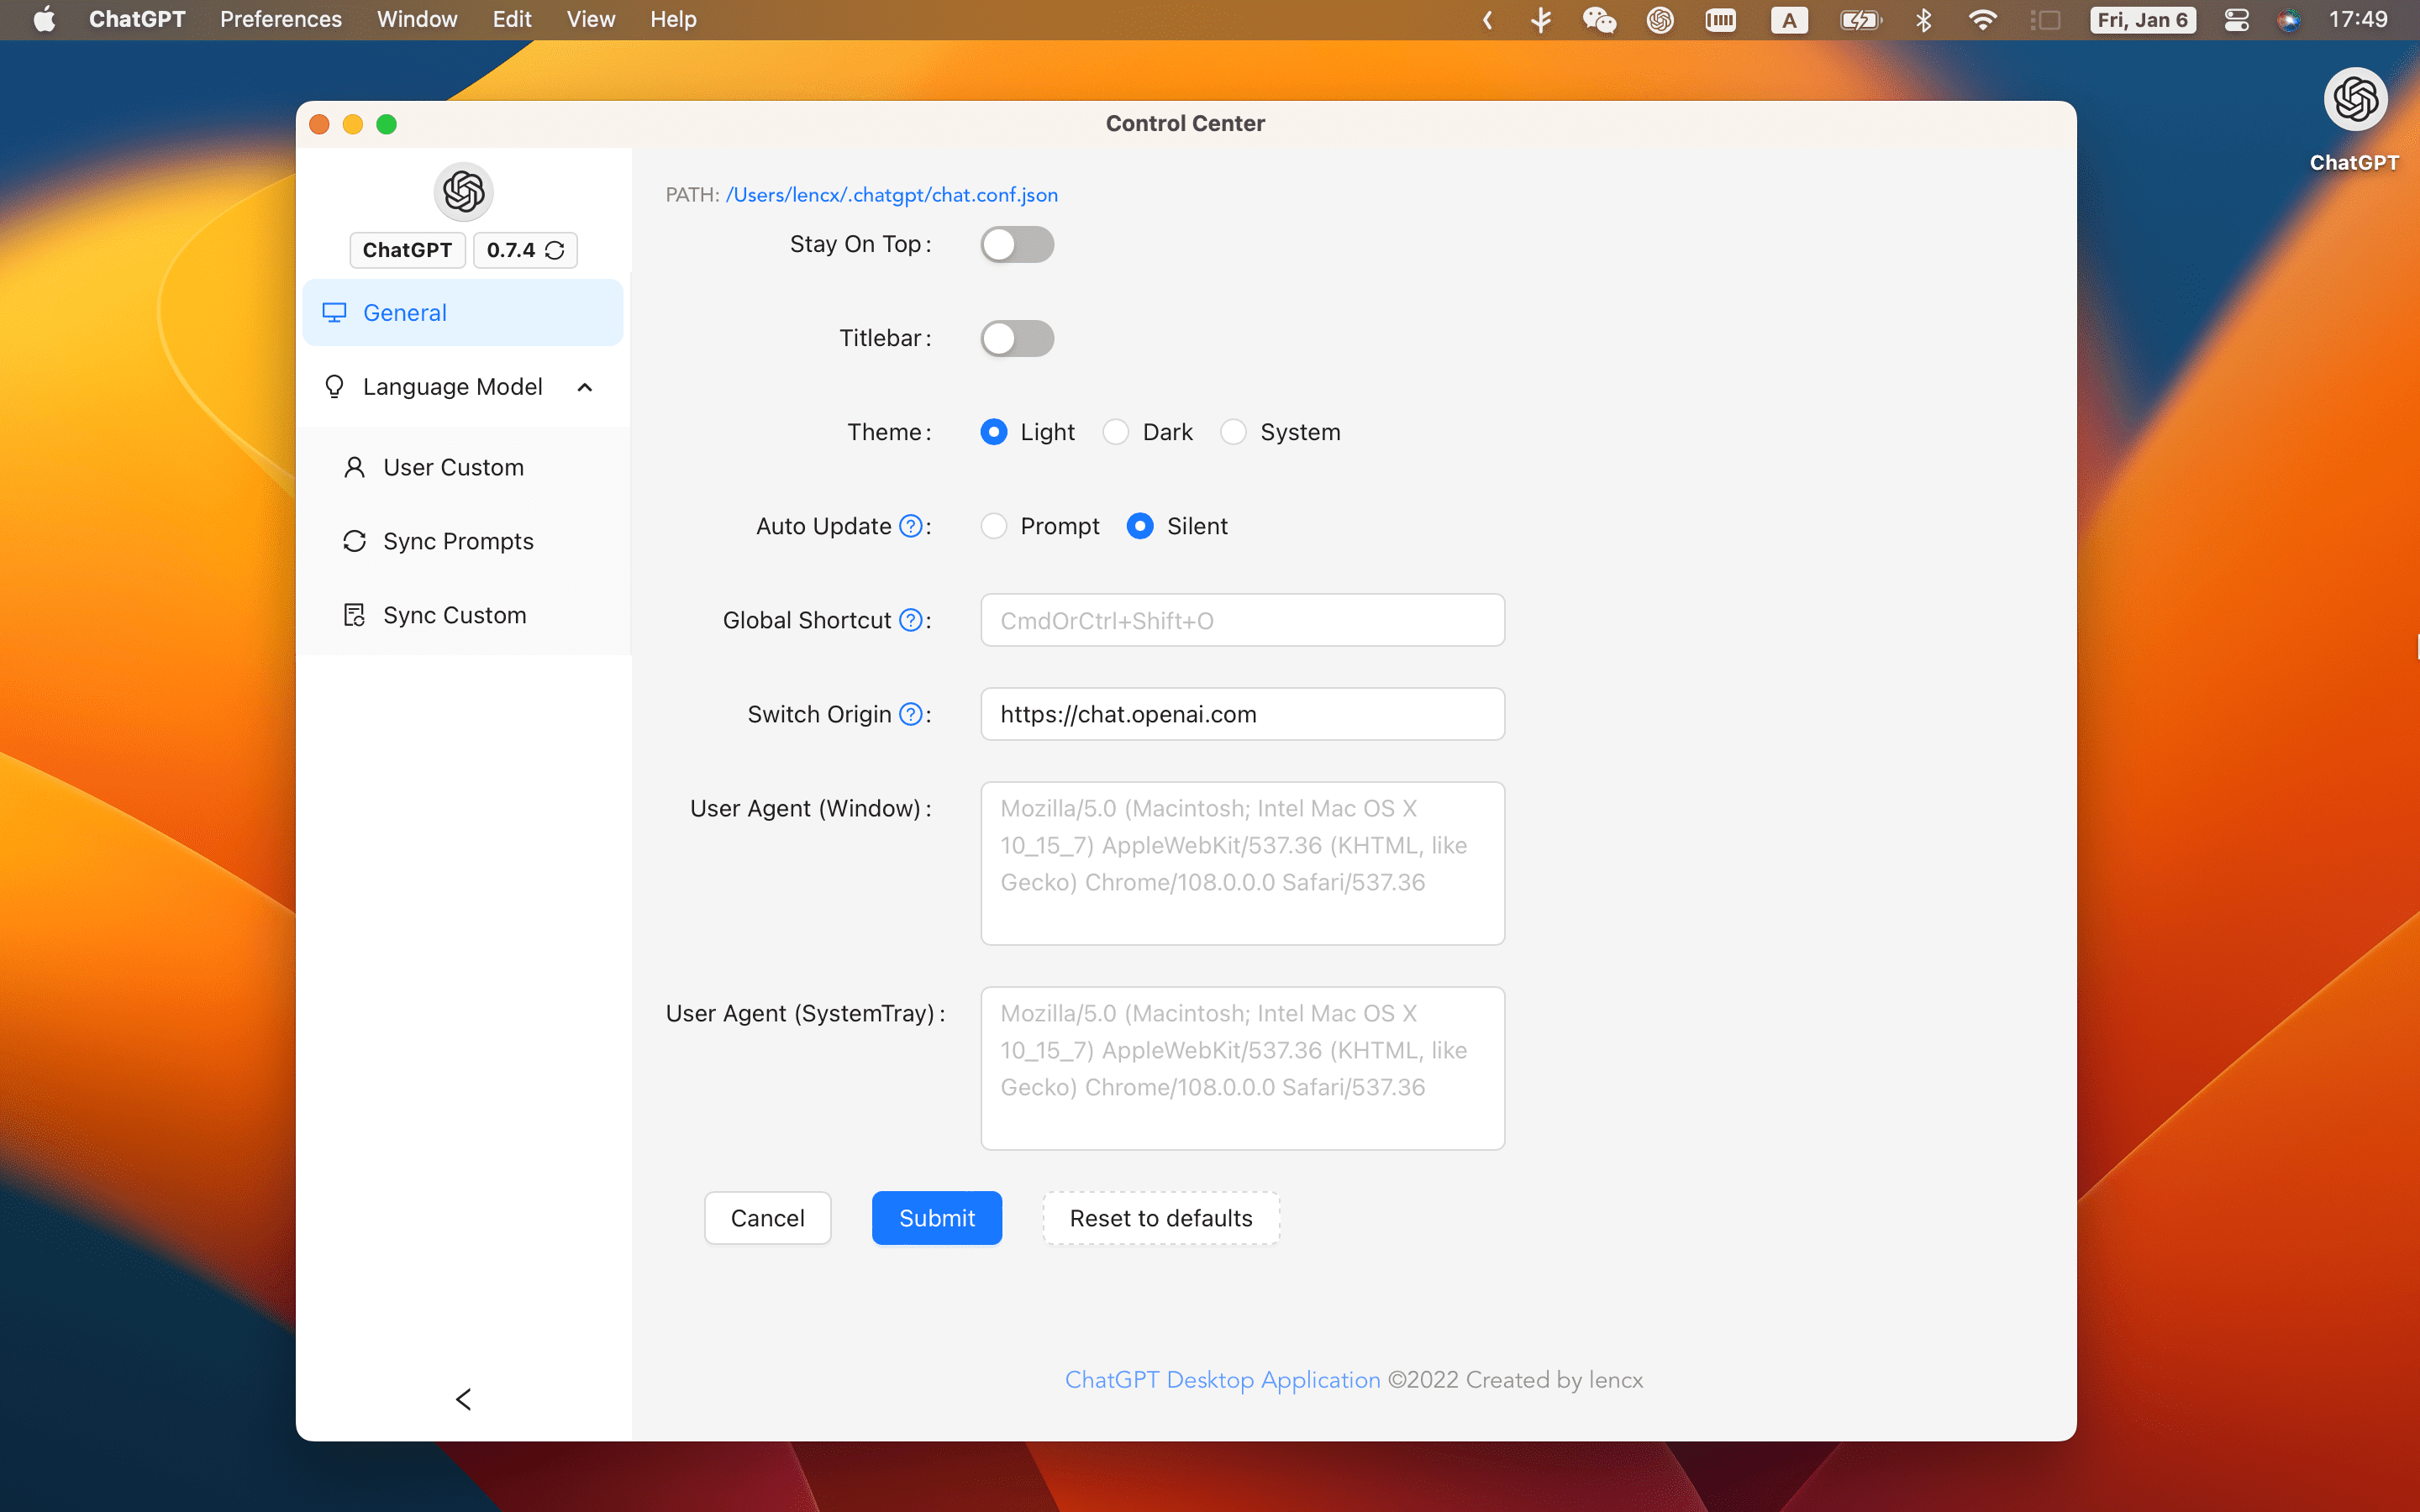 ChatGPT Preferences Window Edit View Help A Fri, Jan 6 17:49
ChatGPT
Control Center
ChatGPT 0.7.4
General
Language Model
User Custom
Sync Prompts
Sync Custom
PATH: /Users/lencx/.chatgpt/chat.conf.json
Stay On Top:
Titlebar:
Theme: Light Dark System
Auto Update ?: Prompt Silent
Global Shortcut ?: CmdOrCtrl+Shift+O
Switch Origin ?: https://chat.openai.com
User Agent (Window): Mozilla/5.0 (Macintosh; Intel Mac OS X
10_15_7) AppleWebKit/537.36 (KHTML, like
Gecko) Chrome/108.0.0.0 Safari/537.36
User Agent (SystemTray): Mozilla/5.0 (Macintosh; Intel Mac OS X
10_15_7) AppleWebKit/537.36 (KHTML, like
Gecko) Chrome/108.0.0.0 Safari/537.36
Cancel Submit Reset to defaults
ChatGPT Desktop Application ©2022 Created by lencx